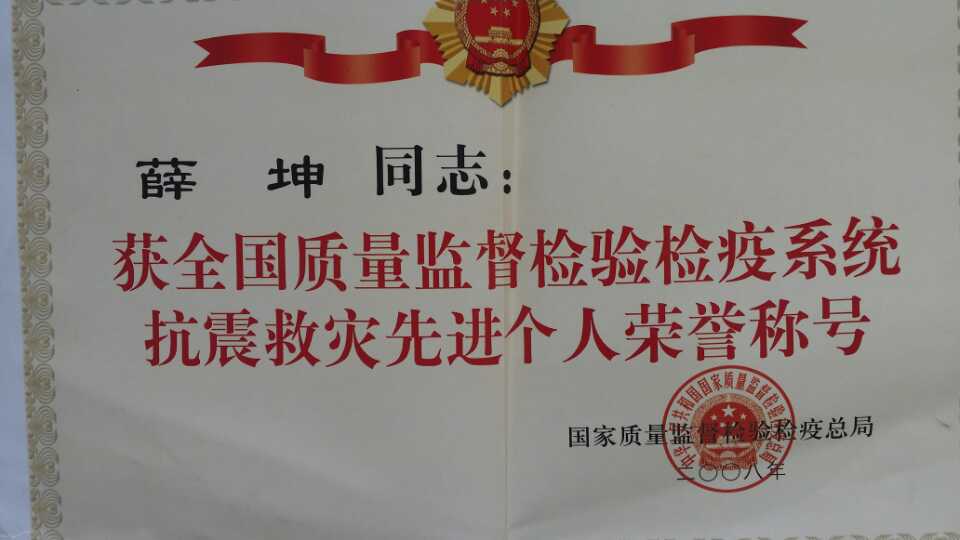 薛 坤 同志：
获全国质量监督检验检疫系统
抗震救灾先进个人荣誉称号
国家质量监督检验检疫总局
二〇〇八年
中华人民共和国国家质量监督检验检疫总局